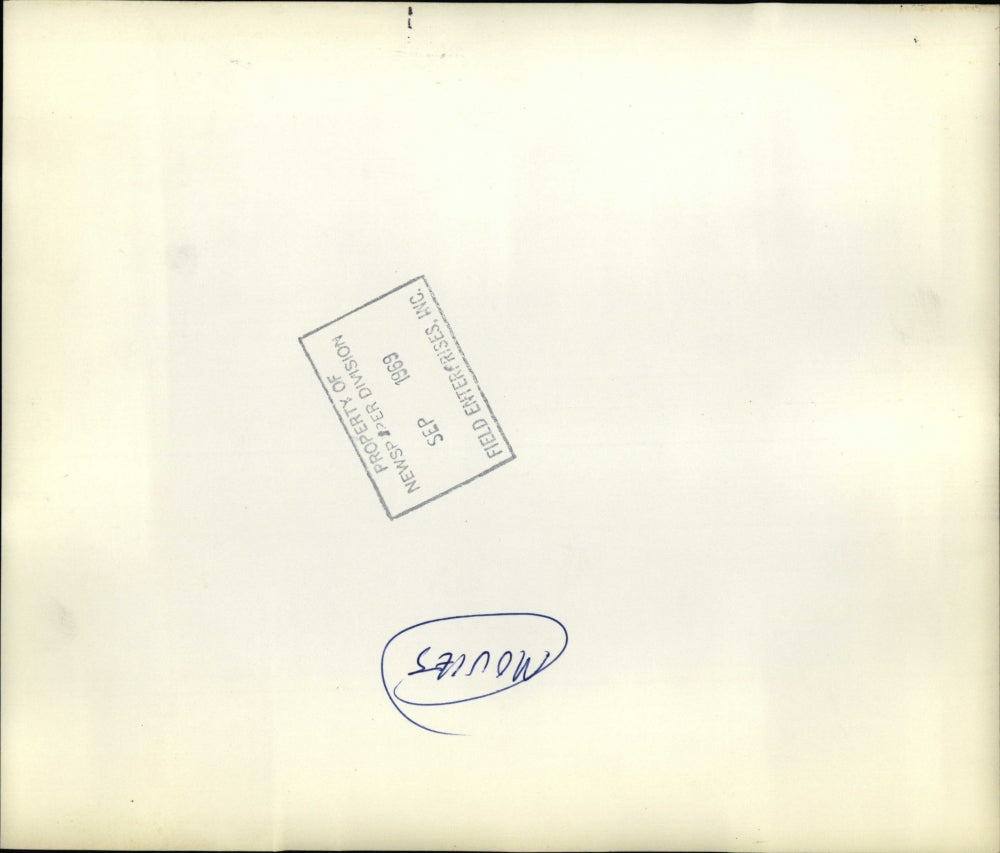 PROPERTY OF
NEWSPAPER DIVISION
SEP 1969
FIELD ENTERPRISES, INC.
MOVIES